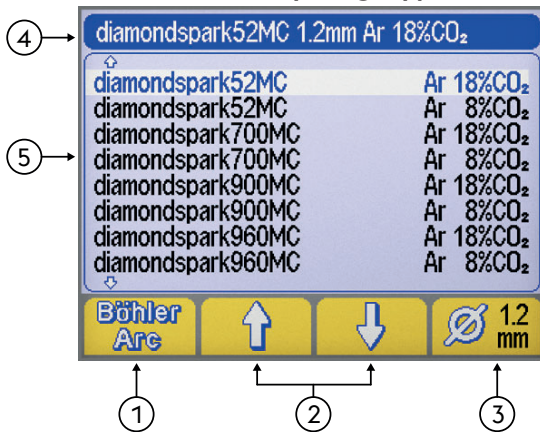 ④ diamondspark52MC 1.2mm Ar 18%CO₂
diamondspark52MC Ar 18%CO₂
diamondspark52MC Ar 8%CO₂
diamondspark700MC Ar 18%CO₂
⑤ diamondspark700MC Ar 8%CO₂
diamondspark900MC Ar 18%CO₂
diamondspark900MC Ar 8%CO₂
diamondspark960MC Ar 18%CO₂
diamondspark960MC Ar 8%CO₂
Böhler 1.2
Arc mm
① ② ③